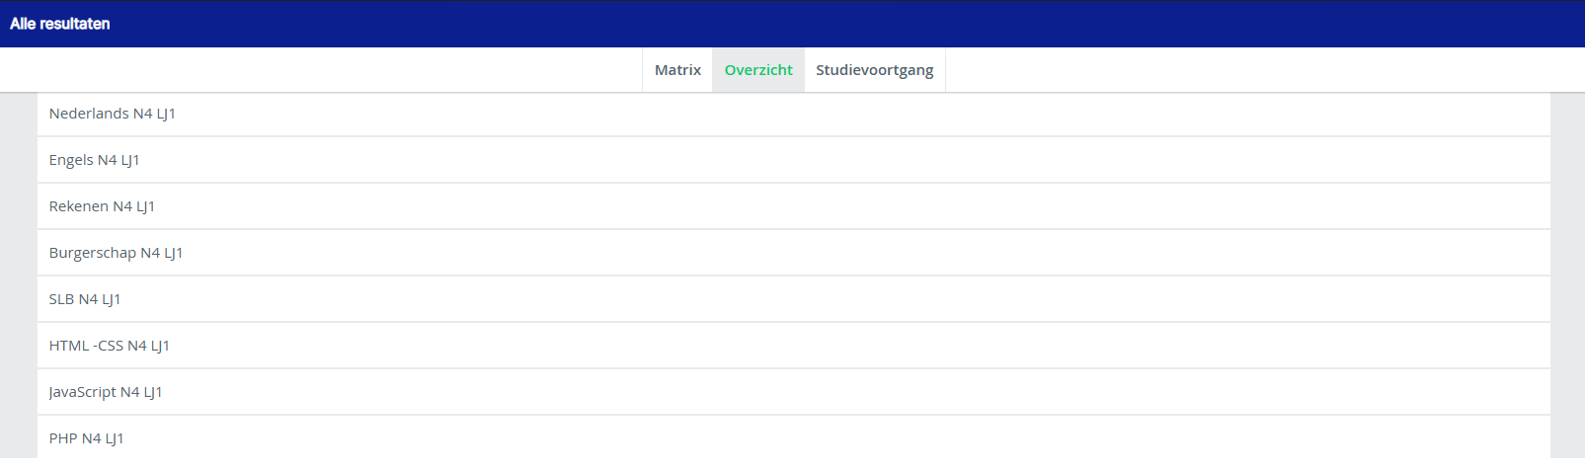 Alle resultaten
Matrix Overzicht Studievoortgang
Nederlands N4 LJ1
Engels N4 LJ1
Rekenen N4 LJ1
Burgerschap N4 LJ1
SLB N4 LJ1
HTML -CSS N4 LJ1
JavaScript N4 LJ1
PHP N4 LJ1